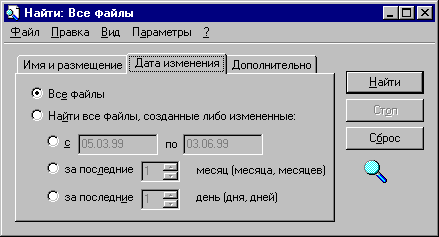 Найти: Все файлы
Файл Правка Вид Параметры ?
Имя и размещение Дата изменения Дополнительно
Все файлы
Найти все файлы, созданные либо измененные:
с 05.03.99 по 03.06.99
за последние 1 месяц (месяца, месяцев)
за последние 1 день (дня, дней)
Найти
Стоп
Сброс